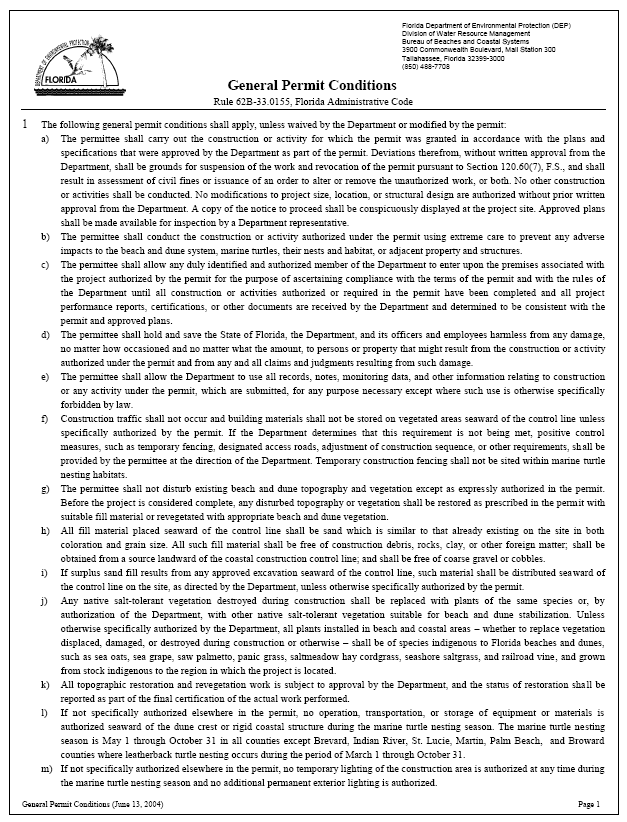 Florida Department of Environmental Protection (DEP)
Division of Water Resource Management
Bureau of Beaches and Coastal Systems
3900 Commonwealth Boulevard, Mail Station 300
Tallahassee, Florida 32399-3000
(850) 488-7708
DEPARTMENT OF ENVIRONMENTAL PROTECTION
FLORIDA
General Permit Conditions
Rule 62B-33.0155, Florida Administrative Code
1 The following general permit conditions shall apply, unless waived by the Department or modified by the permit:
a) The permittee shall carry out the construction or activity for which the permit was granted in accordance with the plans and
specifications that were approved by the Department as part of the permit. Deviations therefrom, without written approval from the
Department, shall be grounds for suspension of the work and revocation of the permit pursuant to Section 120.60(7), F.S., and shall
result in assessment of civil fines or issuance of an order to alter or remove the unauthorized work, or both. No other construction
or activities shall be conducted. No modifications to project size, location, or structural design are authorized without prior written
approval from the Department. A copy of the notice to proceed shall be conspicuously displayed at the project site. Approved plans
shall be made available for inspection by a Department representative.
b) The permittee shall conduct the construction or activity authorized under the permit using extreme care to prevent any adverse
impacts to the beach and dune system, marine turtles, their nests and habitat, or adjacent property and structures.
c) The permittee shall allow any duly identified and authorized member of the Department to enter upon the premises associated with
the project authorized by the permit for the purpose of ascertaining compliance with the terms of the permit and with the rules of
the Department until all construction or activities authorized or required in the permit have been completed and all project
performance reports, certifications, or other documents are received by the Department and determined to be consistent with the
permit and approved plans.
d) The permittee shall hold and save the State of Florida, the Department, and its officers and employees harmless from any damage,
no matter how occasioned and no matter what the amount, to persons or property that might result from the construction or activity
authorized under the permit and from any and all claims and judgments resulting from such damage.
e) The permittee shall allow the Department to use all records, notes, monitoring data, and other information relating to construction
or any activity under the permit, which are submitted, for any purpose necessary except where such use is otherwise specifically
forbidden by law.
f) Construction traffic shall not occur and building materials shall not be stored on vegetated areas seaward of the control line unless
specifically authorized by the permit. If the Department determines that this requirement is not being met, positive control
measures, such as temporary fencing, designated access roads, adjustment of construction sequence, or other requirements, shall be
provided by the permittee at the direction of the Department. Temporary construction fencing shall not be sited within marine turtle
nesting habitats.
g) The permittee shall not disturb existing beach and dune topography and vegetation except as expressly authorized in the permit.
Before the project is considered complete, any disturbed topography or vegetation shall be restored as prescribed in the permit with
suitable fill material or revegetated with appropriate beach and dune vegetation.
h) All fill material placed seaward of the control line shall be sand which is similar to that already existing on the site in both
coloration and grain size. All such fill material shall be free of construction debris, rocks, clay, or other foreign matter; shall be
obtained from a source landward of the coastal construction control line; and shall be free of coarse gravel or cobbles.
i) If surplus sand fill results from any approved excavation seaward of the control line, such material shall be distributed seaward of
the control line on the site, as directed by the Department, unless otherwise specifically authorized by the permit.
j) Any native salt-tolerant vegetation destroyed during construction shall be replaced with plants of the same species or, by
authorization of the Department, with other native salt-tolerant vegetation suitable for beach and dune stabilization. Unless
otherwise specifically authorized by the Department, all plants installed in beach and coastal areas – whether to replace vegetation
displaced, damaged, or destroyed during construction or otherwise – shall be of species indigenous to Florida beaches and dunes,
such as sea oats, sea grape, saw palmetto, panic grass, saltmeadow hay cordgrass, seashore saltgrass, and railroad vine, and grown
from stock indigenous to the region in which the project is located.
k) All topographic restoration and revegetation work is subject to approval by the Department, and the status of restoration shall be
reported as part of the final certification of the actual work performed.
l) If not specifically authorized elsewhere in the permit, no operation, transportation, or storage of equipment or materials is
authorized seaward of the dune crest or rigid coastal structure during the marine turtle nesting season. The marine turtle nesting
season is May 1 through October 31 in all counties except Brevard, Indian River, St. Lucie, Martin, Palm Beach, and Broward
counties where leatherback turtle nesting occurs during the period of March 1 through October 31.
m) If not specifically authorized elsewhere in the permit, no temporary lighting of the construction area is authorized at any time during
the marine turtle nesting season and no additional permanent exterior lighting is authorized.
General Permit Conditions (June 13, 2004)
Page 1